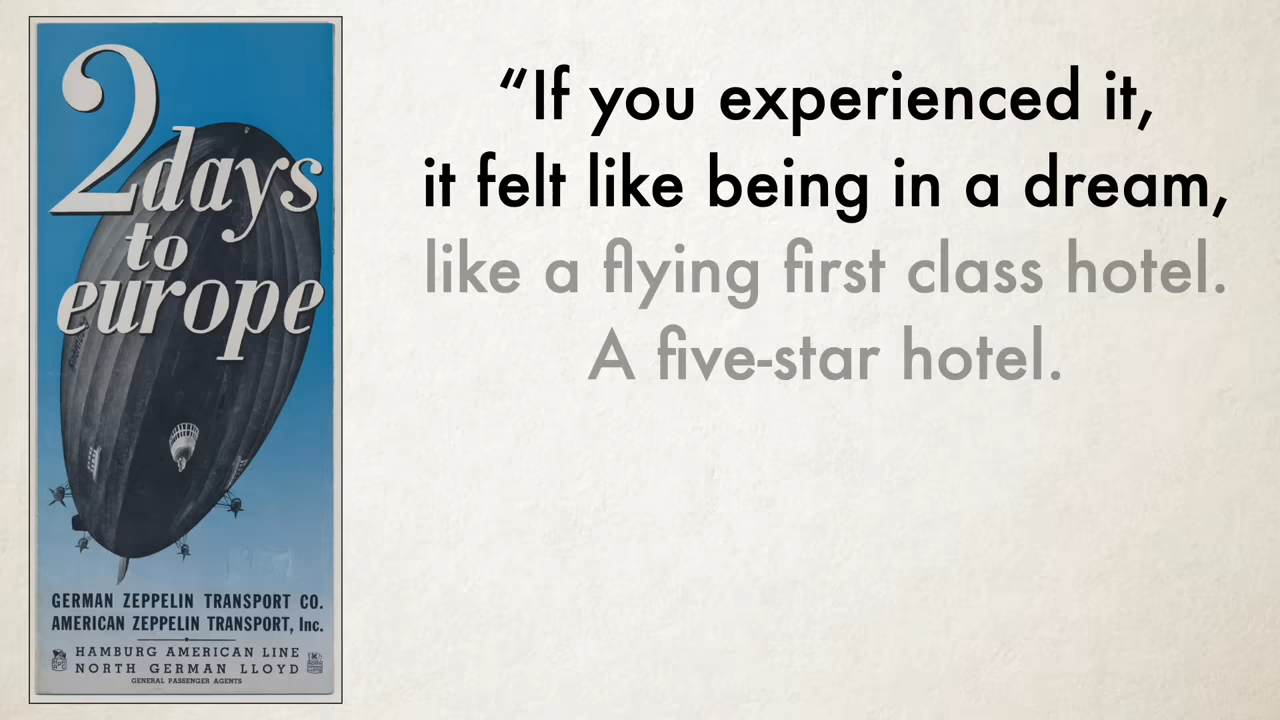 2
days
to
europe
GERMAN ZEPPELIN TRANSPORT CO.
AMERICAN ZEPPELIN TRANSPORT, Inc.
HAMBURG AMERICAN LINE
NORTH GERMAN LLOYD
GENERAL PASSENGER AGENTS
“If you experienced it,
it felt like being in a dream,
like a flying first class hotel.
A five-star hotel.